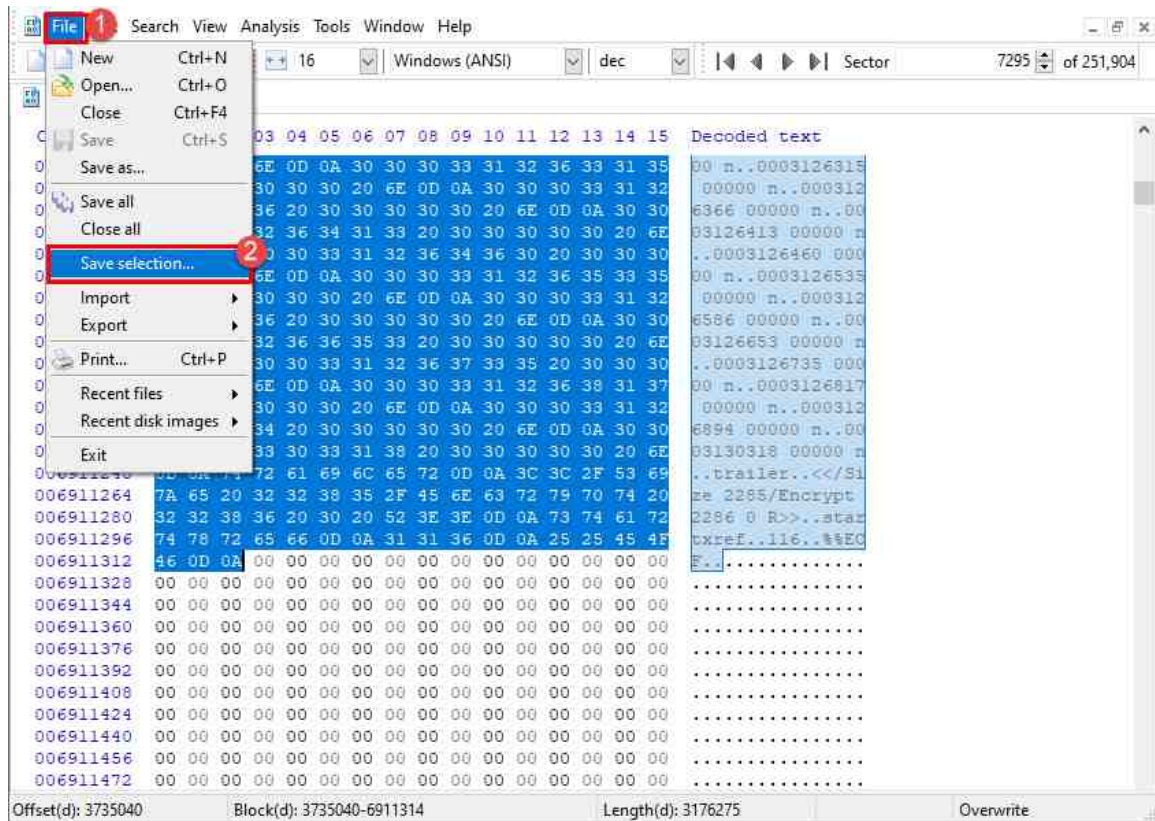 File 1 Search View Analysis Tools Window Help
16 Windows (ANSI) dec Sector 7295 of 251,904
New Ctrl+N
Open... Ctrl+O
Close Ctrl+F4
Save Ctrl+S
Save as...
Save all
Close all
Save selection... 2
Import
Export
Print... Ctrl+P
Recent files
Recent disk images
Exit
03 04 05 06 07 08 09 10 11 12 13 14 15 Decoded text
6E 0D 0A 30 30 30 33 31 32 36 33 31 35 00 n..0003126315
30 30 30 20 6E 0D 0A 30 30 30 33 31 32 00000 n..000312
36 20 30 30 30 30 30 20 6E 0D 0A 30 30 6366 00000 n..00
32 36 34 31 33 20 30 30 30 30 30 20 6E 03126413 00000 n
30 33 31 32 36 34 36 30 20 30 30 30 ..0003126460 000
6E 0D 0A 30 30 30 33 31 32 36 35 33 35 00 n..0003126535
30 30 30 20 6E 0D 0A 30 30 30 33 31 32 00000 n..000312
36 20 30 30 30 30 30 20 6E 0D 0A 30 30 6586 00000 n..00
32 36 36 35 33 20 30 30 30 30 30 20 6E 03126653 00000 n
30 30 33 31 32 36 37 33 35 20 30 30 30 ..0003126735 000
6E 0D 0A 30 30 30 33 31 32 36 38 31 37 00 n..0003126817
30 30 30 20 6E 0D 0A 30 30 30 33 31 32 00000 n..000312
34 20 30 30 30 30 30 20 6E 0D 0A 30 30 6894 00000 n..00
33 30 33 31 38 20 30 30 30 30 30 20 6E 03130318 00000 n
006911248 0D 0A 74 72 61 69 6C 65 72 0D 0A 3C 3C 2F 53 69 ..trailer..<</Si
006911264 7A 65 20 32 32 38 35 2F 45 6E 63 72 79 70 74 20 ze 2285/Encrypt
006911280 32 32 38 36 20 30 20 52 3E 3E 0D 0A 73 74 61 72 2286 0 R>>..star
006911296 74 78 72 65 66 0D 0A 31 31 36 0D 0A 25 25 45 4F txref..116..%%EO
006911312 46 0D 0A 00 00 00 00 00 00 00 00 00 00 00 00 00 F...............
006911328 00 00 00 00 00 00 00 00 00 00 00 00 00 00 00 00 ................
006911344 00 00 00 00 00 00 00 00 00 00 00 00 00 00 00 00 ................
006911360 00 00 00 00 00 00 00 00 00 00 00 00 00 00 00 00 ................
006911376 00 00 00 00 00 00 00 00 00 00 00 00 00 00 00 00 ................
006911392 00 00 00 00 00 00 00 00 00 00 00 00 00 00 00 00 ................
006911408 00 00 00 00 00 00 00 00 00 00 00 00 00 00 00 00 ................
006911424 00 00 00 00 00 00 00 00 00 00 00 00 00 00 00 00 ................
006911440 00 00 00 00 00 00 00 00 00 00 00 00 00 00 00 00 ................
006911456 00 00 00 00 00 00 00 00 00 00 00 00 00 00 00 00 ................
006911472 00 00 00 00 00 00 00 00 00 00 00 00 00 00 00 00 ................
Offset(d): 3735040 Block(d): 3735040-6911314 Length(d): 3176275 Overwrite